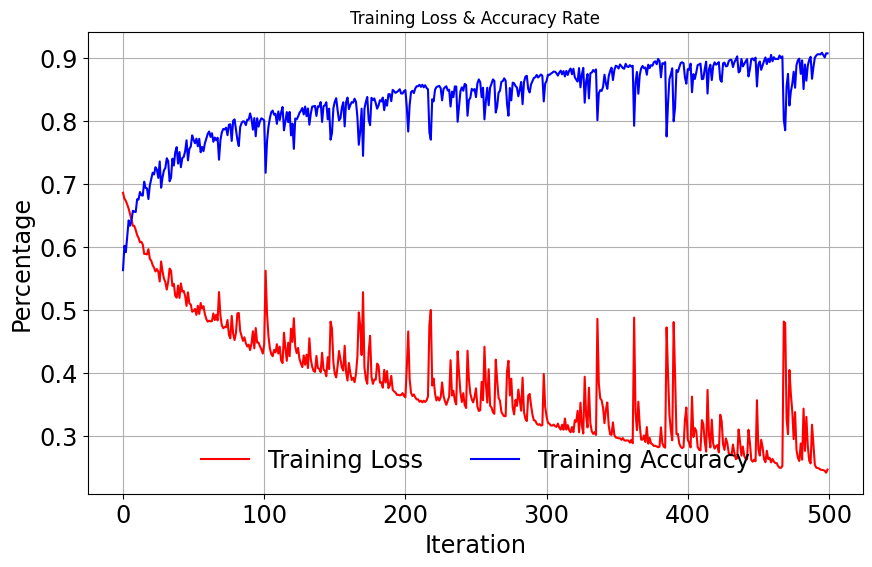 Training Loss & Accuracy Rate
Percentage
0.9
0.8
0.7
0.6
0.5
0.4
0.3
Training Loss
Training Accuracy
0 100 200 300 400 500
Iteration